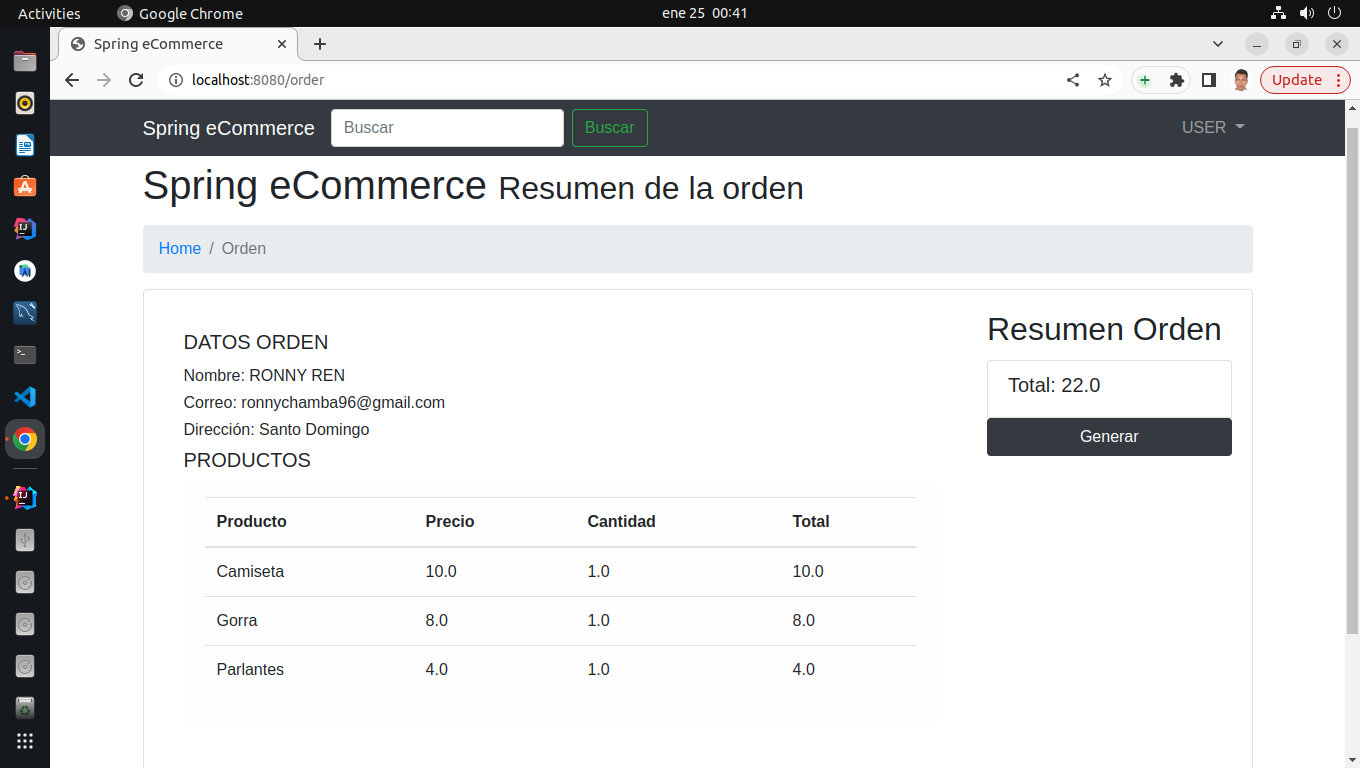 Activities Google Chrome ene 25 00:41
Spring eCommerce
localhost:8080/order Update
Spring eCommerce Buscar Buscar USER
Spring eCommerce Resumen de la orden
Home / Orden
DATOS ORDEN
Nombre: RONNY REN
Correo: ronnychamba96@gmail.com
Dirección: Santo Domingo
PRODUCTOS
Producto Precio Cantidad Total
Camiseta 10.0 1.0 10.0
Gorra 8.0 1.0 8.0
Parlantes 4.0 1.0 4.0
Resumen Orden
Total: 22.0
Generar